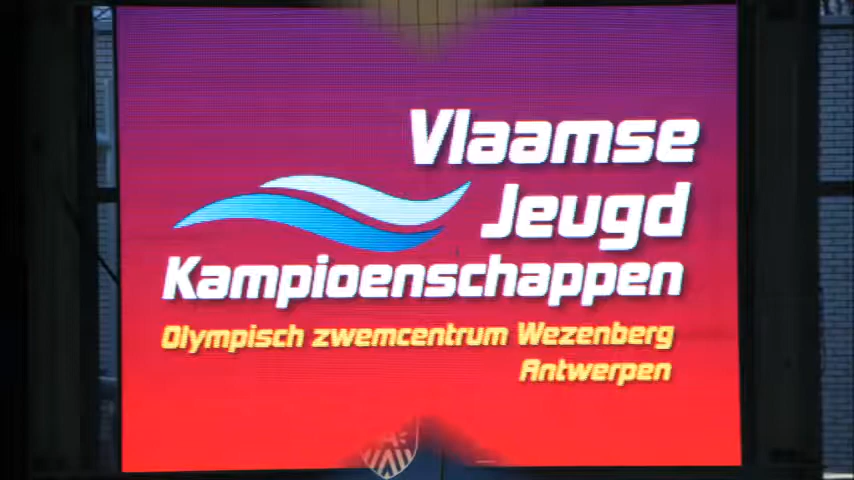 Vlaamse
Jeugd
Kampioenschappen
Olympisch zwemcentrum Wezenberg
Antwerpen